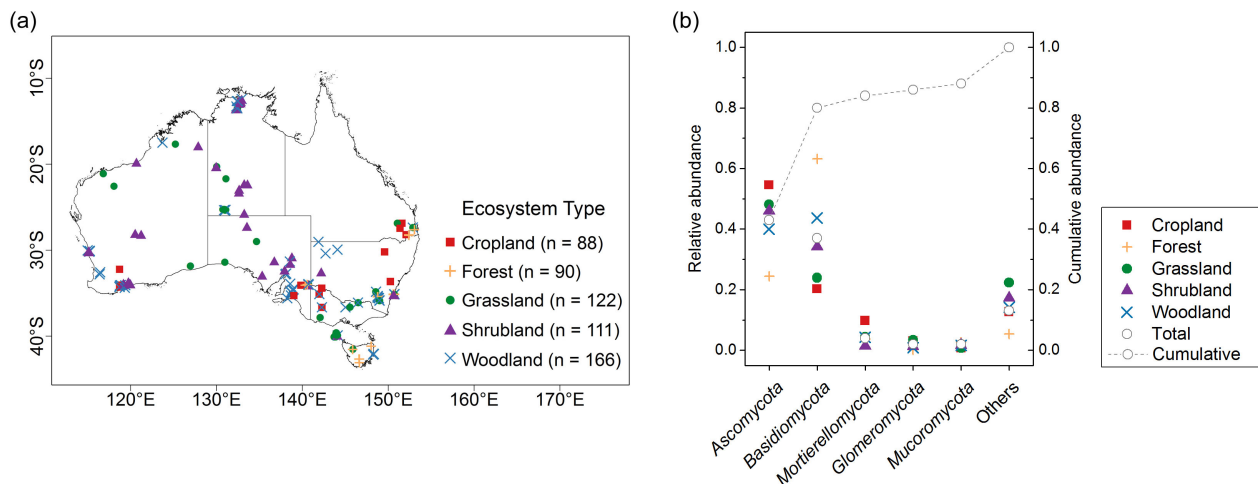 (a)
10°S
20°S
30°S
40°S
120°E
130°E
140°E
150°E
160°E
170°E
Ecosystem Type
Cropland (n = 88)
Forest (n = 90)
Grassland (n = 122)
Shrubland (n = 111)
Woodland (n = 166)
(b)
Relative abundance
1.0
0.8
0.6
0.4
0.2
0.0
Cumulative abundance
1.0
0.8
0.6
0.4
0.2
0.0
Ascomycota
Basidiomycota
Mortierellomycota
Glomeromycota
Mucoromycota
Others
Cropland
Forest
Grassland
Shrubland
Woodland
Total
Cumulative